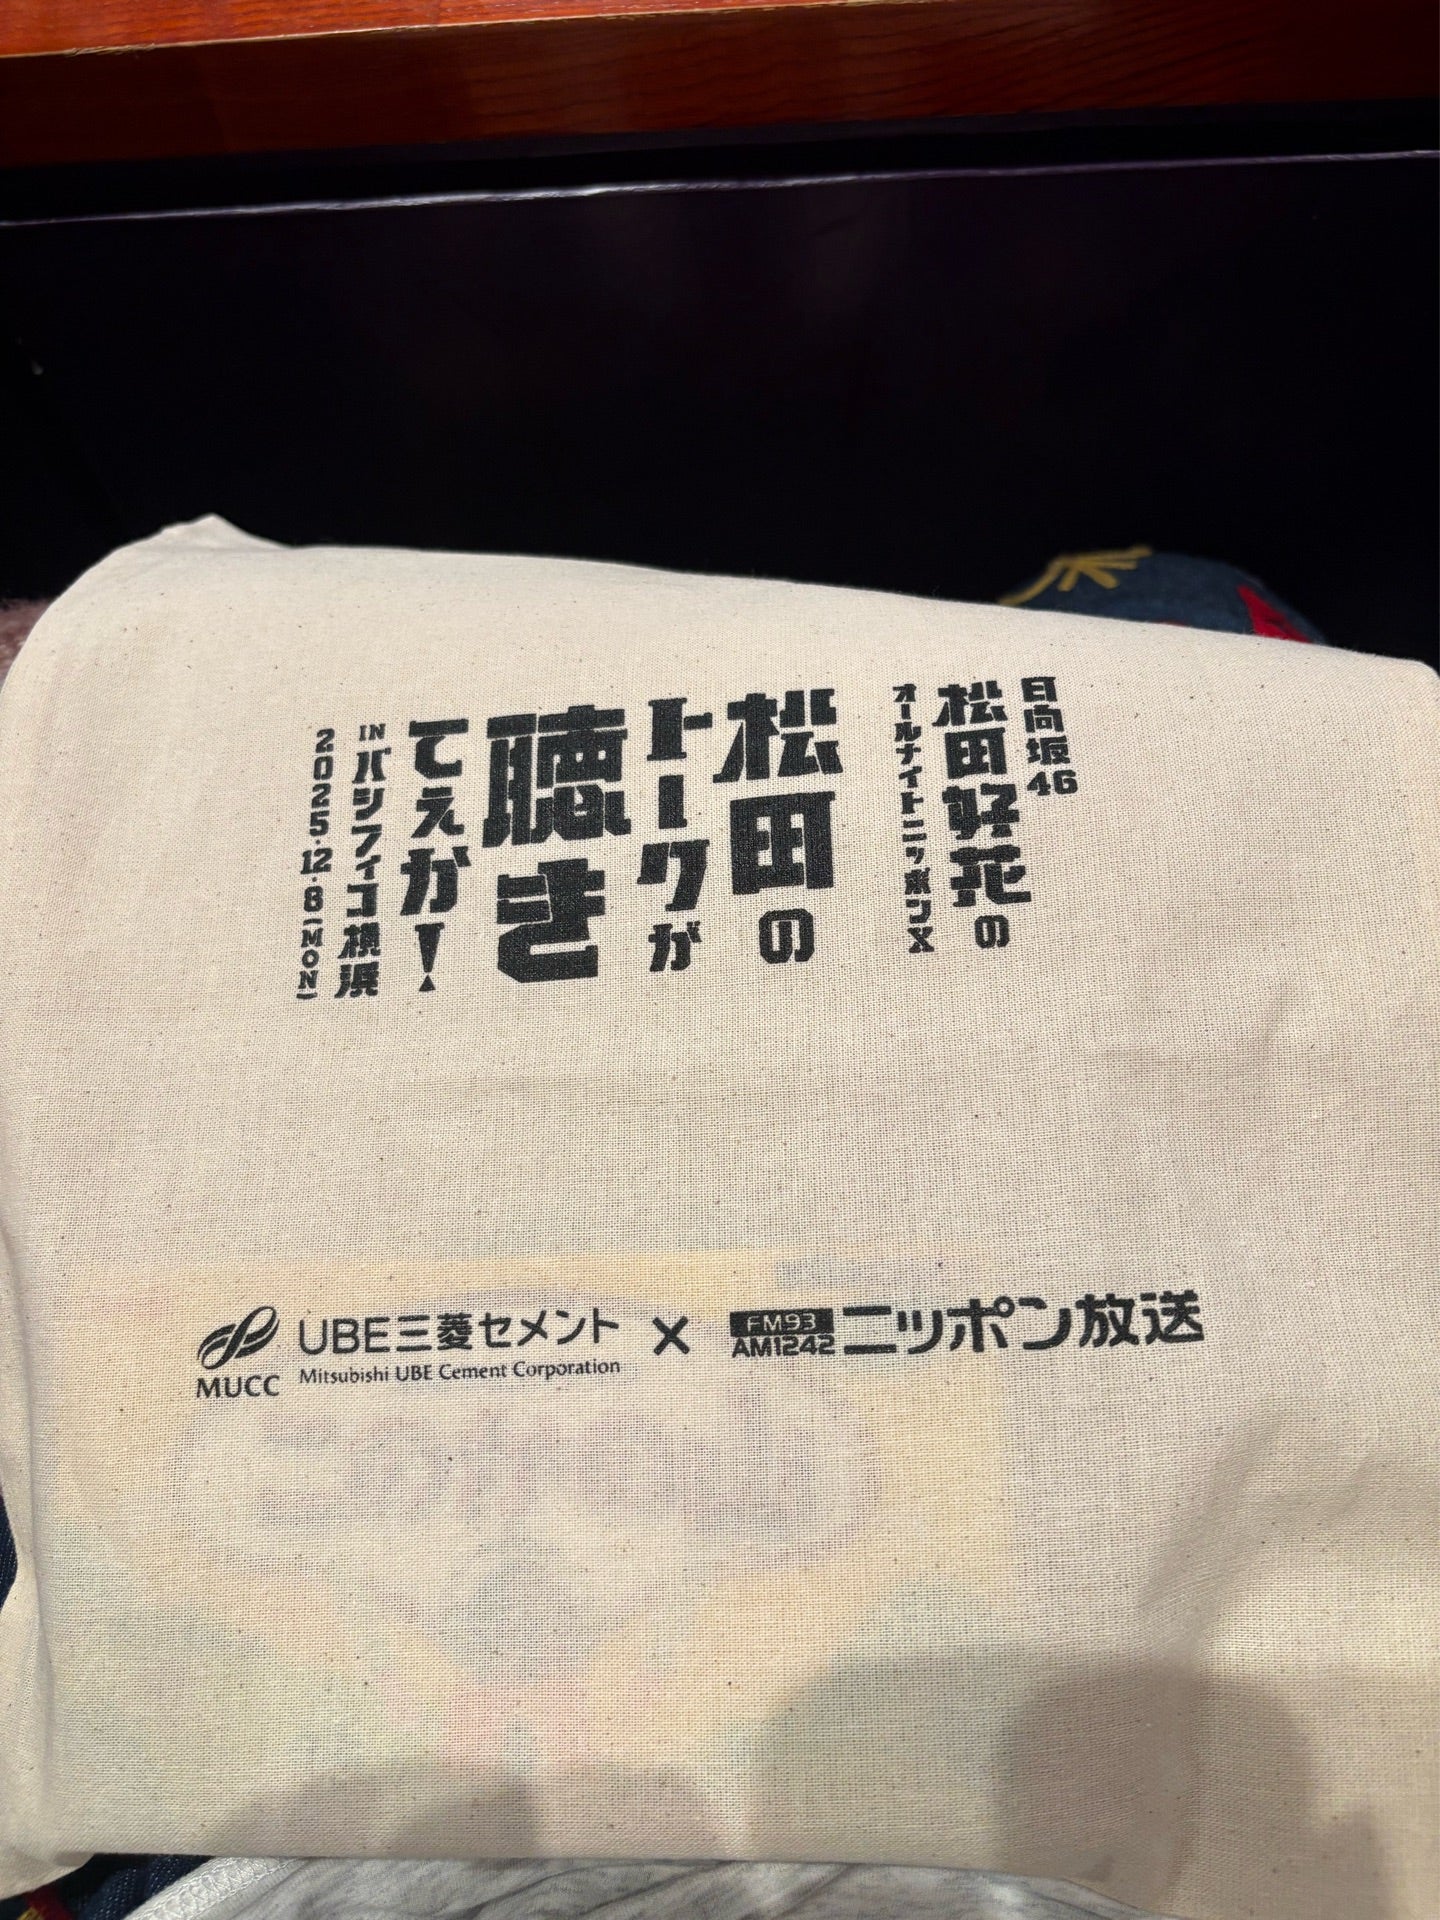 日向坂46
松田好花の
オールナイトニッポンX
松田の
トークが
聴き
てぇか!
INパシフィコ横浜
2025.12.8(MON)
MUCC
UBE三菱セメント
Mitsubishi UBE Cement Corporation
×
FM93
AM1242
ニッポン放送